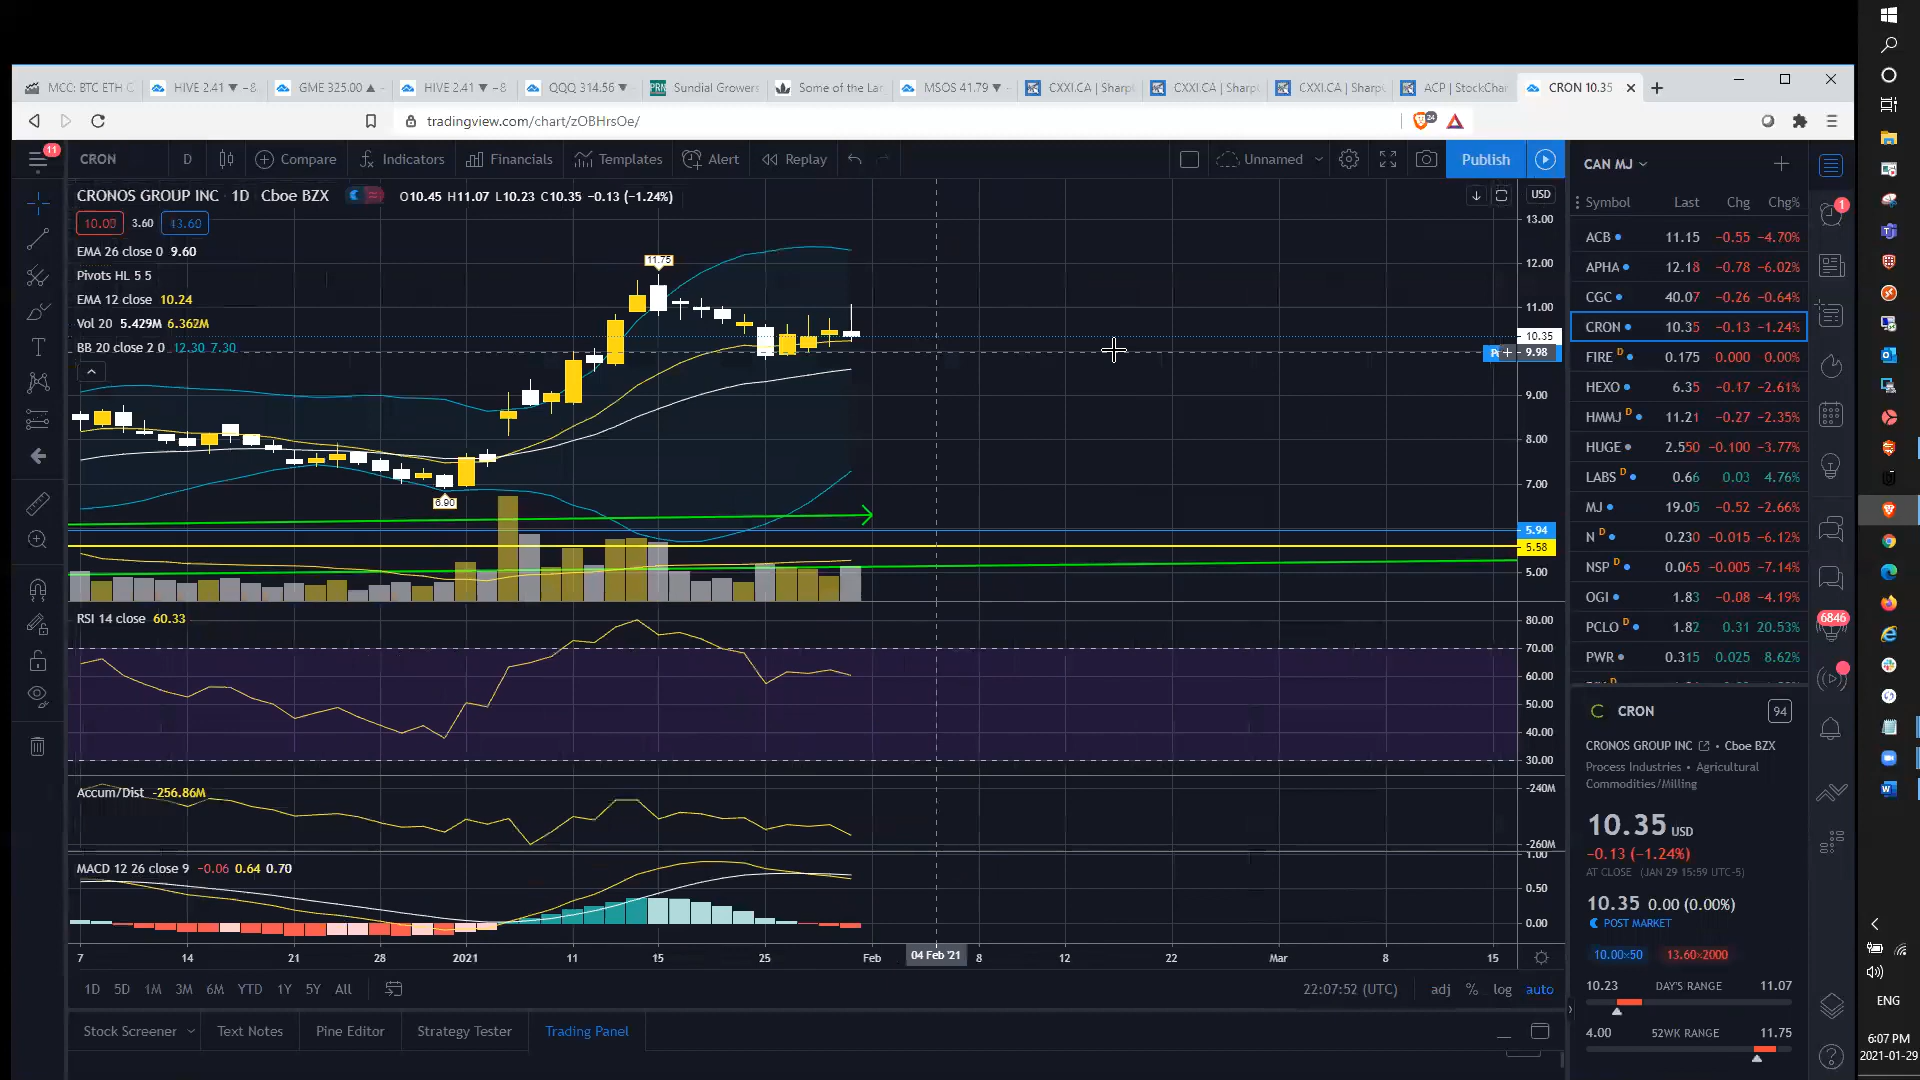 MCC: BTC ETH C
HIVE 2.41 ▼ −8
GME 325.00 ▲
HIVE 2.41 ▼ −8
QQQ 314.56 ▼
PRN Sundial Growers
Some of the Lar
MSOS 41.79 ▼
CXXI.CA | Sharp
CXXI.CA | Sharp
CXXI.CA | Sharp
ACP | StockChar
CRON 10.35
tradingview.com/chart/zOBHrsOe/
24
11
CRON
D
Compare
Indicators
Financials
Templates
Alert
Replay
Unnamed
Publish
CRONOS GROUP INC · 1D · Cboe BZX
O10.45 H11.07 L10.23 C10.35 −0.13 (−1.24%)
10.00 3.60 13.60
EMA 26 close 0 9.60
Pivots HL 5 5
EMA 12 close 10.24
Vol 20 5.429M 6.362M
BB 20 close 2 0 12.30 7.30
11.75
6.90
USD
13.00
12.00
11.00
10.35
9.98
9.00
8.00
7.00
5.94
5.58
5.00
RSI 14 close 60.33
80.00
70.00
60.00
50.00
40.00
30.00
Accum/Dist −256.86M
-240M
-260M
MACD 12 26 close 9 −0.06 0.64 0.70
1.00
0.50
0.00
7 14 21 28 2021 11 15 25 Feb 04 Feb '21 8 12 22 Mar 8 15
1D 5D 1M 3M 6M YTD 1Y 5Y All
22:07:52 (UTC)
adj % log auto
Stock Screener
Text Notes
Pine Editor
Strategy Tester
Trading Panel
CAN MJ
Symbol Last Chg Chg%
ACB 11.15 −0.55 −4.70%
APHA 12.18 −0.78 −6.02%
CGC 40.07 −0.26 −0.64%
CRON 10.35 −0.13 −1.24%
FIRE D 0.175 0.000 0.00%
HEXO 6.35 −0.17 −2.61%
HMMJ D 11.21 −0.27 −2.35%
HUGE 2.550 −0.100 −3.77%
LABS D 0.66 0.03 4.76%
MJ 19.05 −0.52 −2.66%
N D 0.230 −0.015 −6.12%
NSP D 0.065 −0.005 −7.14%
OGI 1.83 −0.08 −4.19%
PCLO D 1.82 0.31 20.53%
PWR 0.315 0.025 8.62%
CRON
94
CRONOS GROUP INC · Cboe BZX
Process Industries · Agricultural
Commodities/Milling
10.35 USD
−0.13 (−1.24%)
AT CLOSE (JAN 29 15:59 UTC-5)
10.35 0.00 (0.00%)
POST MARKET
10.00×50 13.60×2000
10.23 DAY'S RANGE 11.07
4.00 52WK RANGE 11.75
1
6846
ENG
6:07 PM
2021-01-29